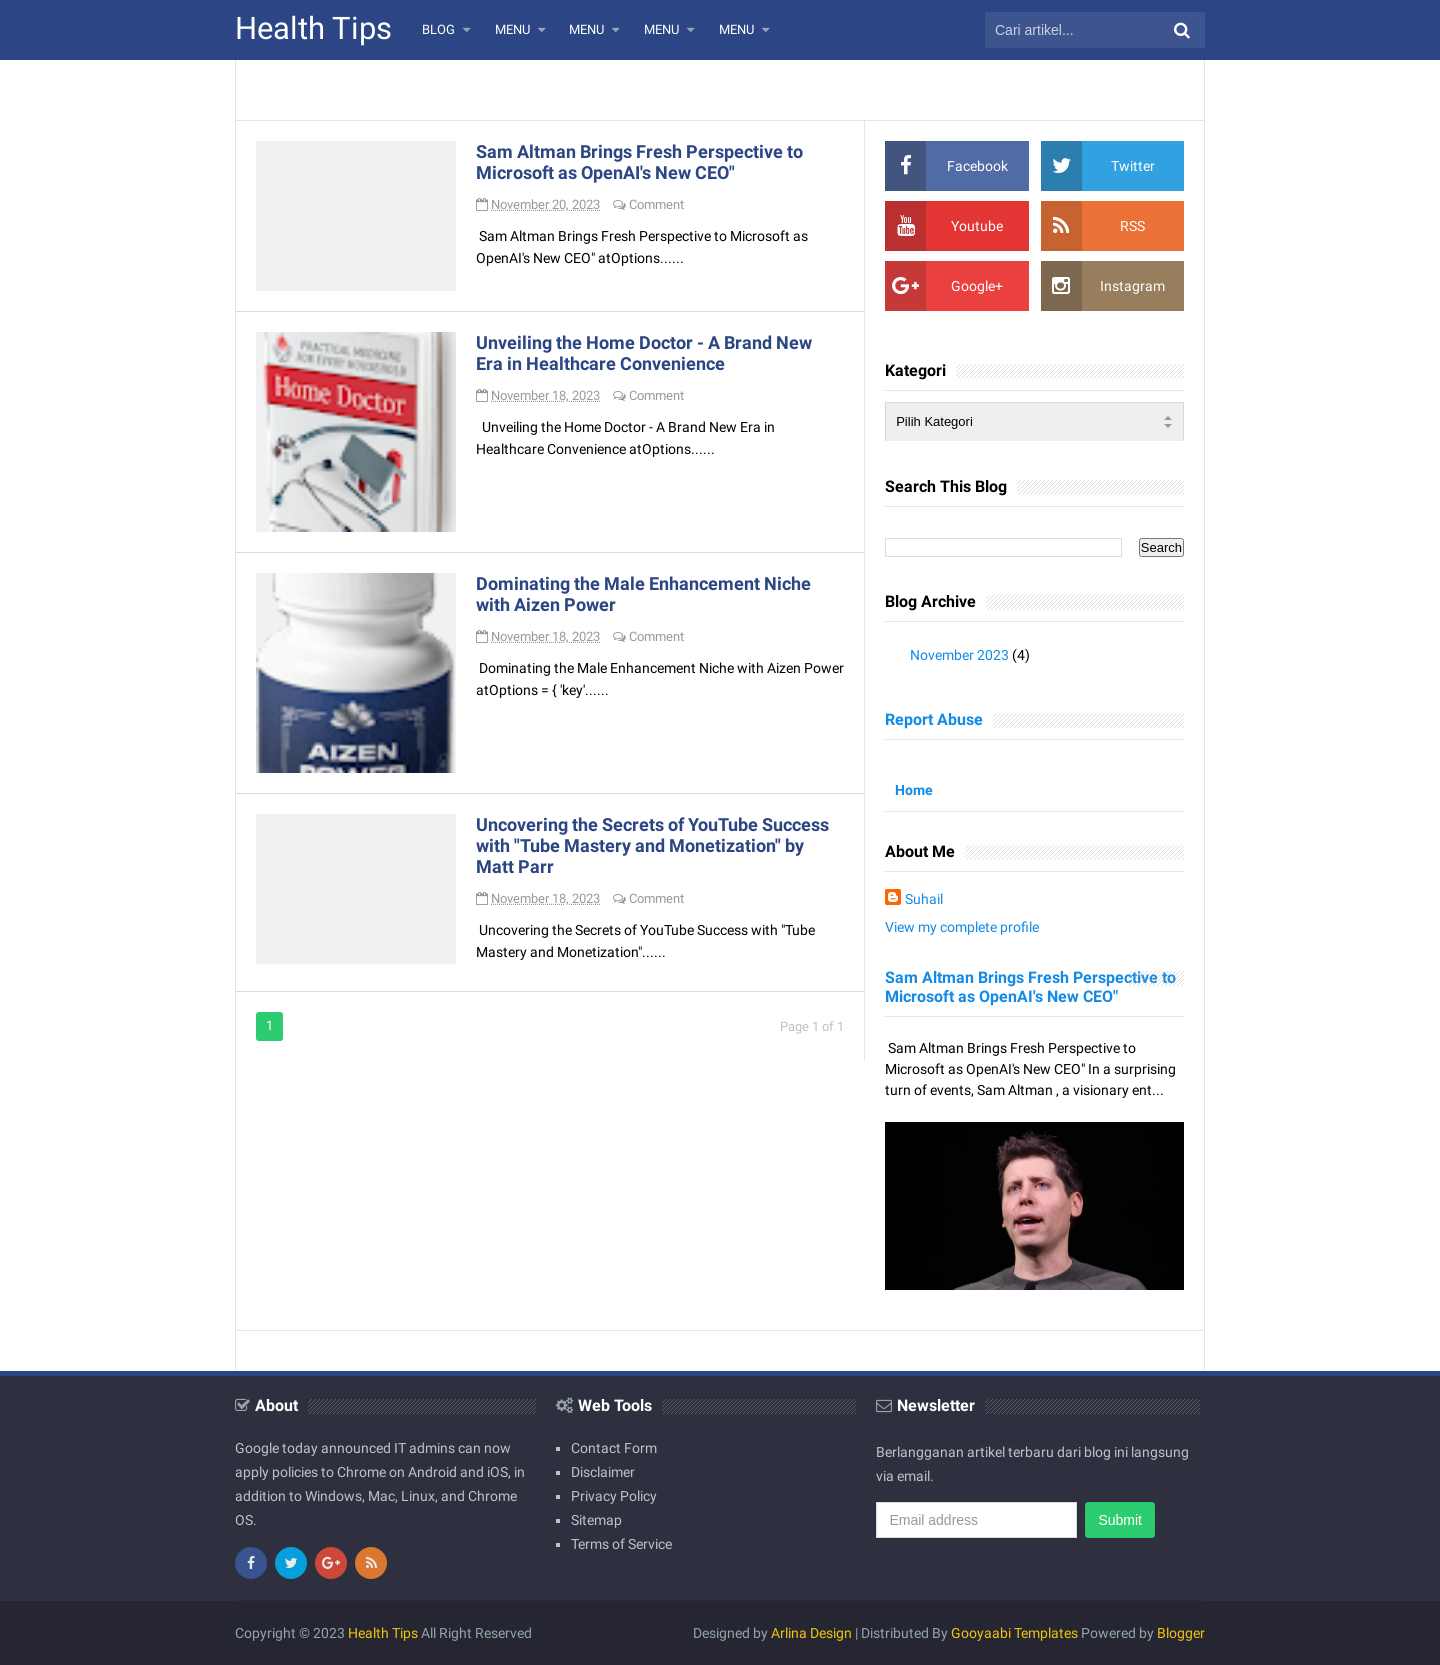 Health Tips
BLOG MENU MENU MENU MENU
Cari artikel...
Sam Altman Brings Fresh Perspective to
Microsoft as OpenAI's New CEO"
November 20, 2023 Comment
Sam Altman Brings Fresh Perspective to Microsoft as
OpenAI's New CEO" atOptions......
PRACTICAL MEDICINE
FOR EVERY HOUSEHOLD
Home Doctor
Unveiling the Home Doctor - A Brand New
Era in Healthcare Convenience
November 18, 2023 Comment
Unveiling the Home Doctor - A Brand New Era in
Healthcare Convenience atOptions......
AIZEN
POWER
Dominating the Male Enhancement Niche
with Aizen Power
November 18, 2023 Comment
Dominating the Male Enhancement Niche with Aizen Power
atOptions = { 'key'......
Uncovering the Secrets of YouTube Success
with "Tube Mastery and Monetization" by
Matt Parr
November 18, 2023 Comment
Uncovering the Secrets of YouTube Success with "Tube
Mastery and Monetization"......
1
Page 1 of 1
Facebook
Twitter
You
Tube
Youtube
RSS
G+ Google+
Instagram
Kategori
Pilih Kategori
Search This Blog
Search
Blog Archive
November 2023 (4)
Report Abuse
Home
About Me
Suhail
View my complete profile
Sam Altman Brings Fresh Perspective to
Microsoft as OpenAI's New CEO"
Sam Altman Brings Fresh Perspective to
Microsoft as OpenAI's New CEO" In a surprising
turn of events, Sam Altman , a visionary ent...
About
Google today announced IT admins can now
apply policies to Chrome on Android and iOS, in
addition to Windows, Mac, Linux, and Chrome
OS.
G+
Web Tools
Contact Form
Disclaimer
Privacy Policy
Sitemap
Terms of Service
Newsletter
Berlangganan artikel terbaru dari blog ini langsung
via email.
Email address
Submit
Copyright © 2023 Health Tips All Right Reserved
Designed by Arlina Design | Distributed By Gooyaabi Templates Powered by Blogger